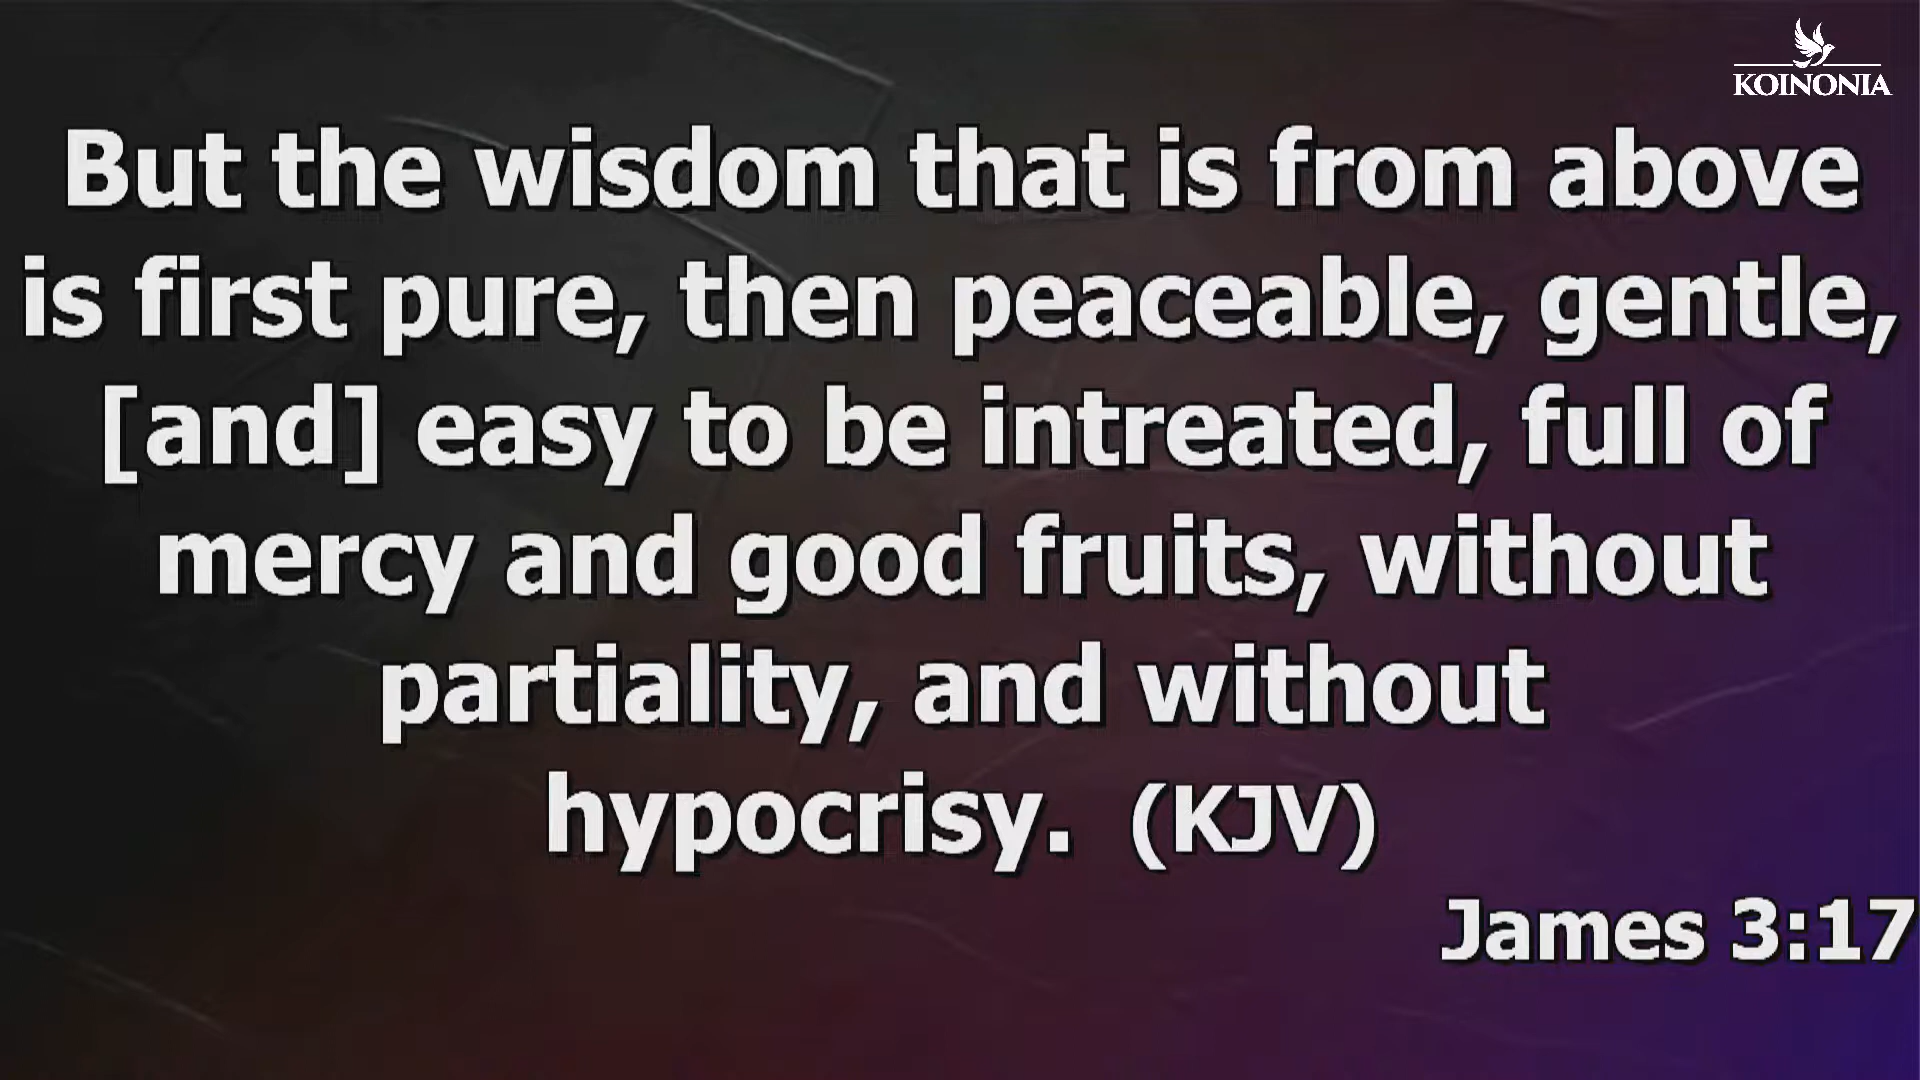 KOINONIA
But the wisdom that is from above
is first pure, then peaceable, gentle,
[and] easy to be intreated, full of
mercy and good fruits, without
partiality, and without
hypocrisy. (KJV)
James 3:17